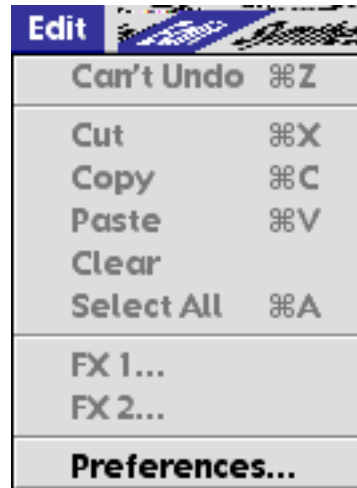 Edit
Can't Undo ⌘Z
Cut ⌘X
Copy ⌘C
Paste ⌘V
Clear
Select All ⌘A
FX 1...
FX 2...
Preferences...